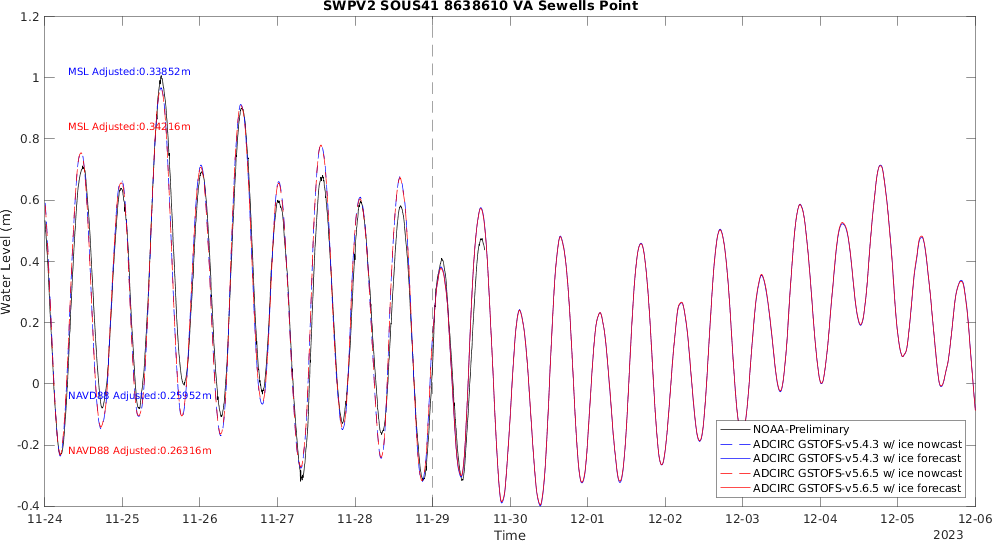 SWPV2 SOUS41 8638610 VA Sewells Point
1.2
1
0.8
0.6
0.4
0.2
0
-0.2
-0.4
Water Level (m)
MSL Adjusted:0.33852m
MSL Adjusted:0.34216m
NAVD88 Adjusted:0.25952m
NAVD88 Adjusted:0.26316m
NOAA-Preliminary
ADCIRC GSTOFS-v5.4.3 w/ ice nowcast
ADCIRC GSTOFS-v5.4.3 w/ ice forecast
ADCIRC GSTOFS-v5.6.5 w/ ice nowcast
ADCIRC GSTOFS-v5.6.5 w/ ice forecast
11-24 11-25 11-26 11-27 11-28 11-29 11-30 12-01 12-02 12-03 12-04 12-05 12-06
Time
2023